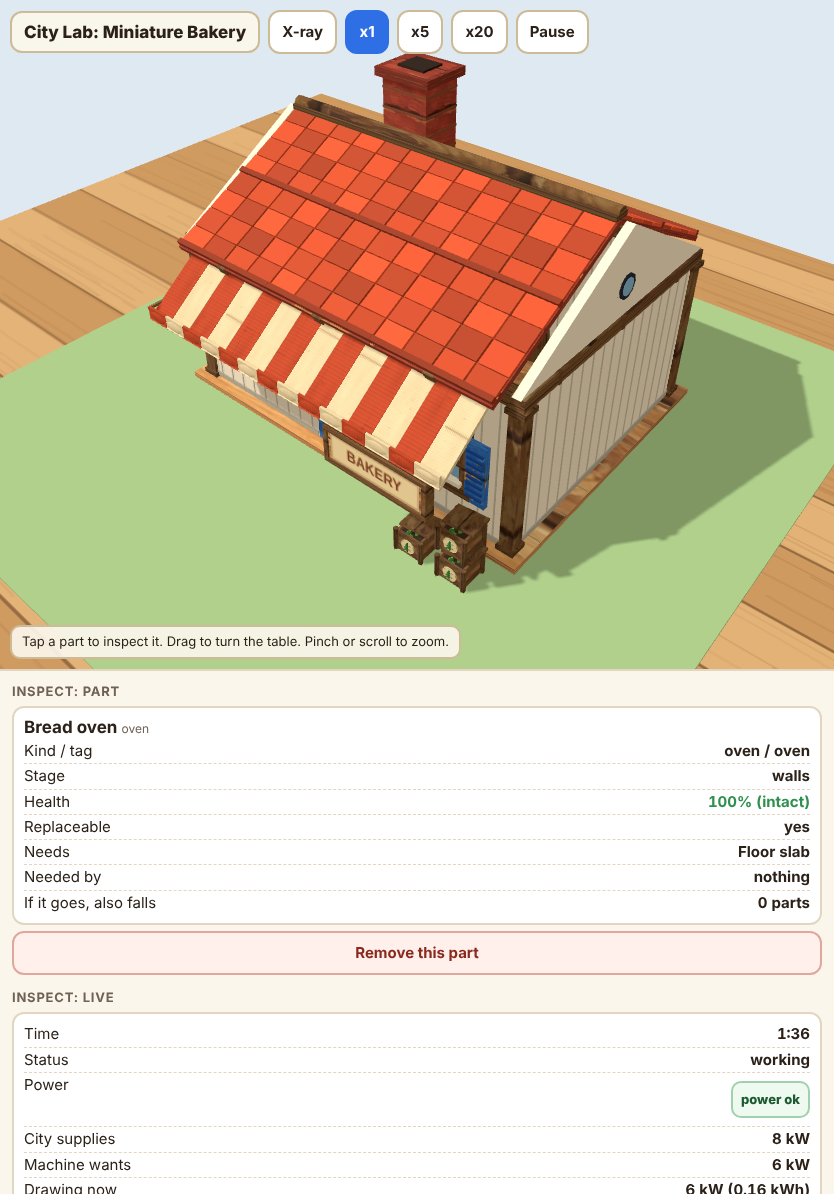 City Lab: Miniature Bakery X-ray x1 x5 x20 Pause
BAKERY
Tap a part to inspect it. Drag to turn the table. Pinch or scroll to zoom.
INSPECT: PART
Bread oven oven
Kind / tag oven / oven
Stage walls
Health 100% (intact)
Replaceable yes
Needs Floor slab
Needed by nothing
If it goes, also falls 0 parts
Remove this part
INSPECT: LIVE
Time 1:36
Status working
Power power ok
City supplies 8 kW
Machine wants 6 kW
Drawing now 6 kW (0.16 kWh)